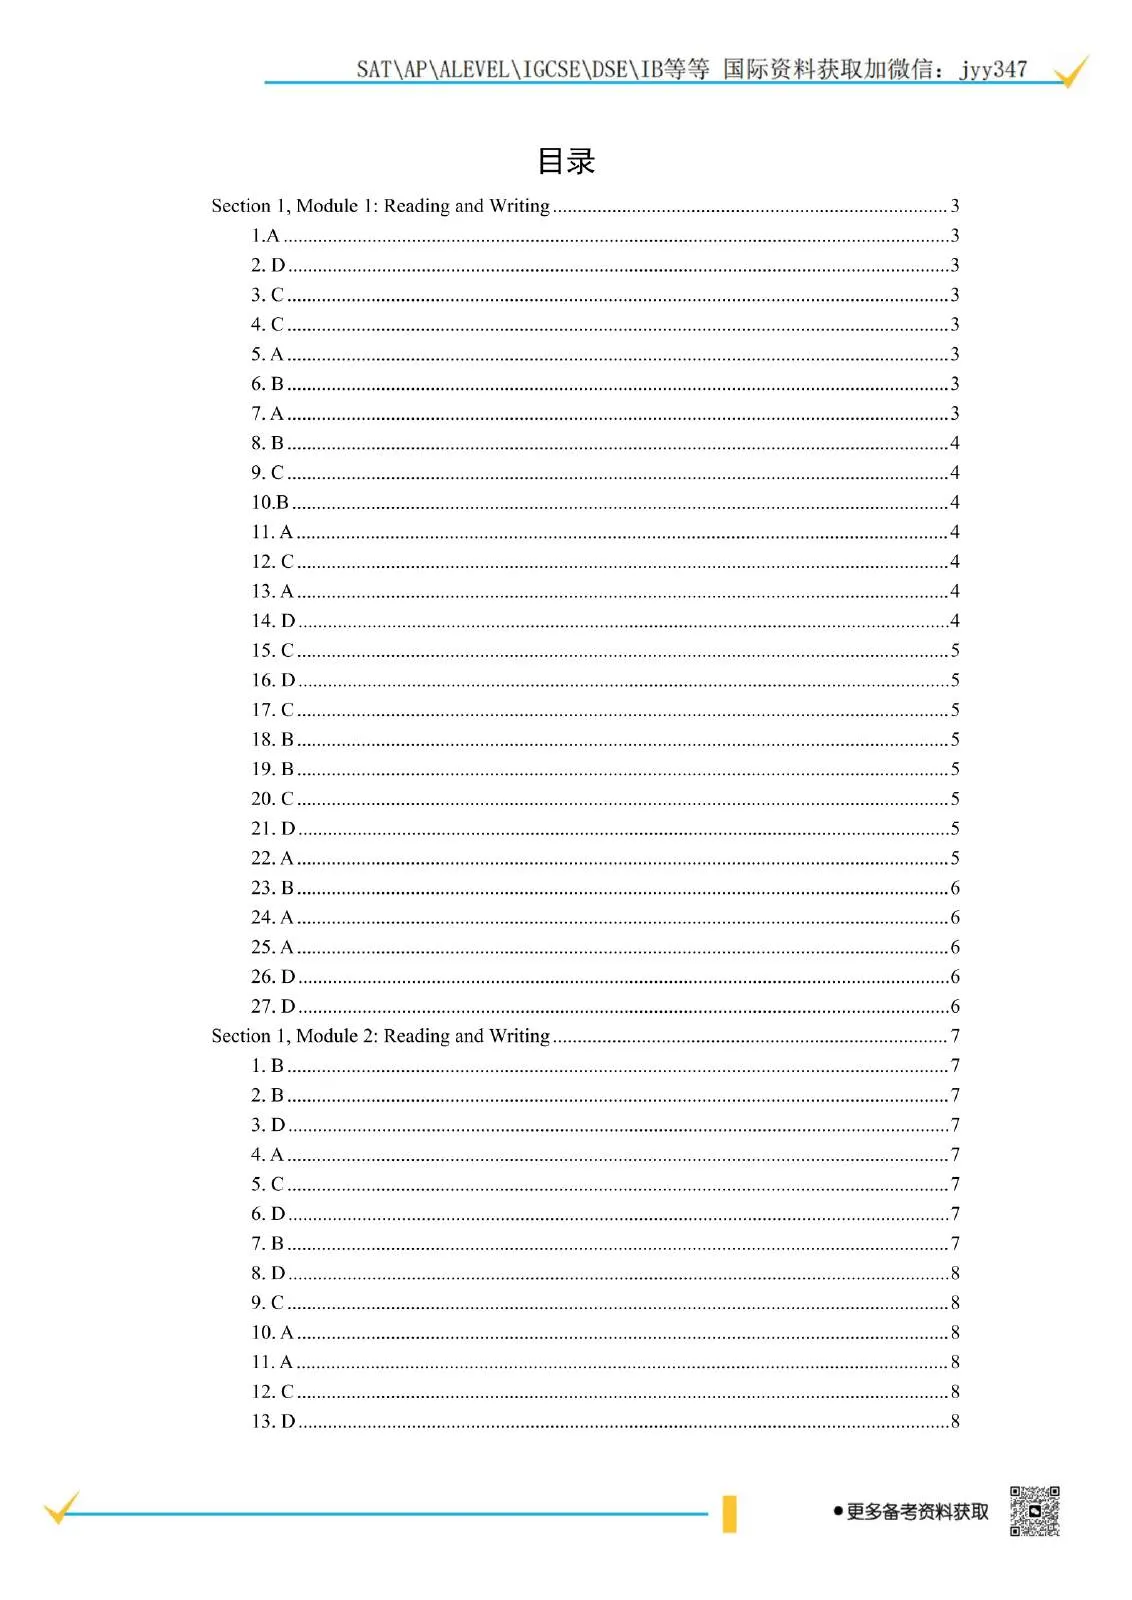 SAT\AP\ALEVEL\IGCSE\DSE\IB等等 国际资料获取加微信：jyy347
目录
Section 1, Module 1: Reading and Writing 3
1.A 3
2. D 3
3. C 3
4. C 3
5. A 3
6. B 3
7. A 3
8. B 4
9. C 4
10.B 4
11. A 4
12. C 4
13. A 4
14. D 4
15. C 5
16. D 5
17. C 5
18. B 5
19. B 5
20. C 5
21. D 5
22. A 5
23. B 6
24. A 6
25. A 6
26. D 6
27. D 6
Section 1, Module 2: Reading and Writing 7
1. B 7
2. B 7
3. D 7
4. A 7
5. C 7
6. D 7
7. B 7
8. D 8
9. C 8
10. A 8
11. A 8
12. C 8
13. D 8
●更多备考资料获取